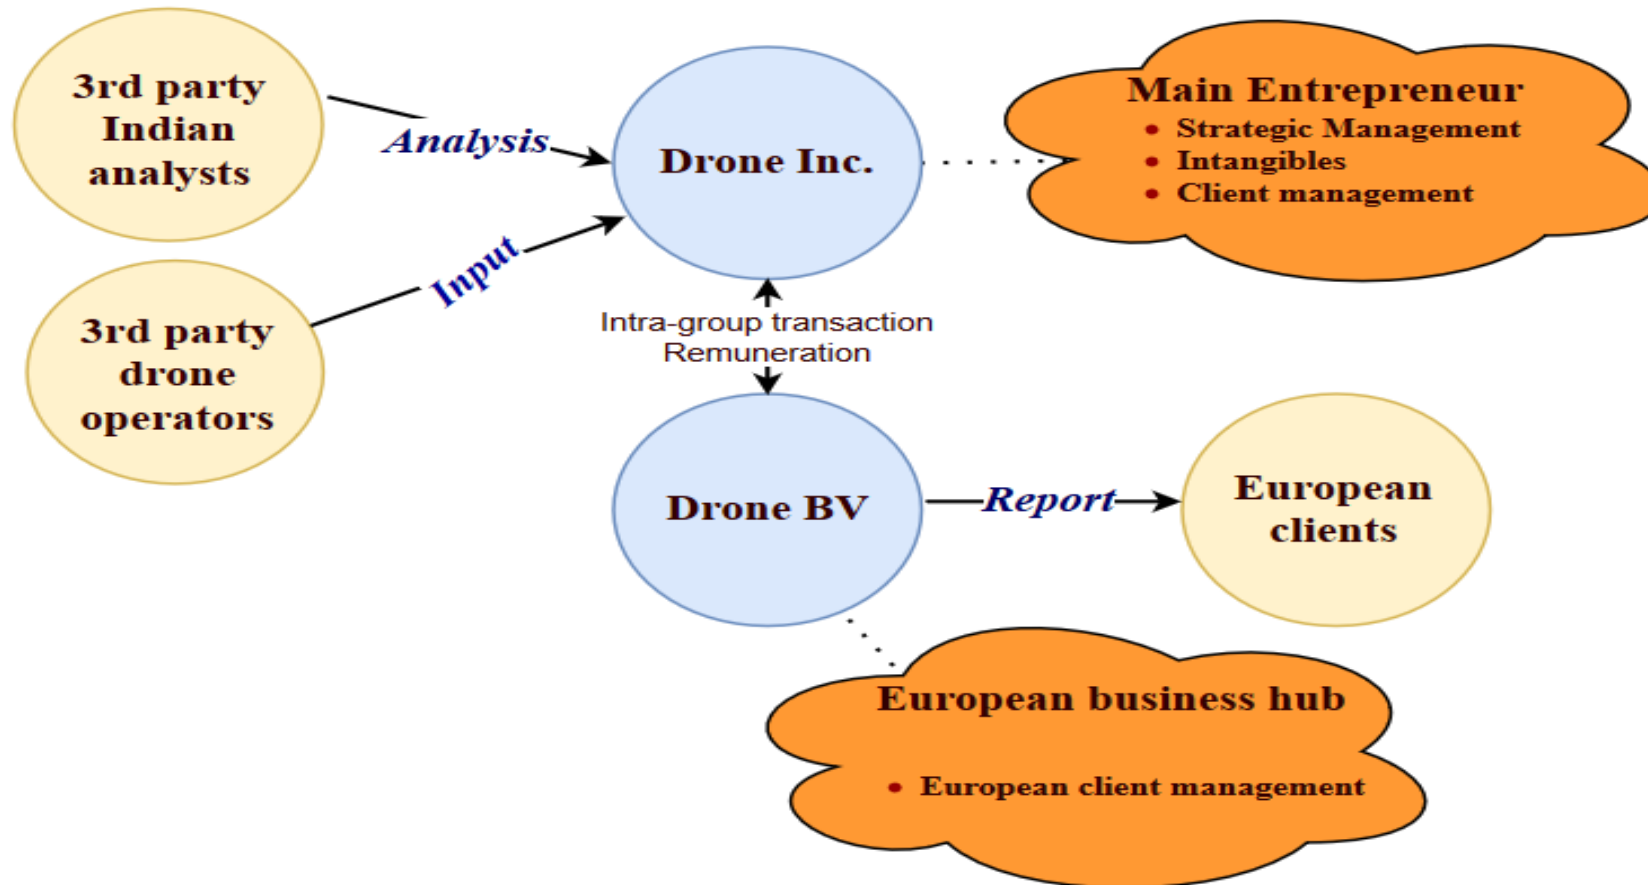 3rd party
Indian
analysts
Analysis
Drone Inc.
Main Entrepreneur
• Strategic Management
• Intangibles
• Client management
Input
3rd party
drone
operators
Intra-group transaction
Remuneration
Drone BV
Report
European
clients
European business hub
• European client management